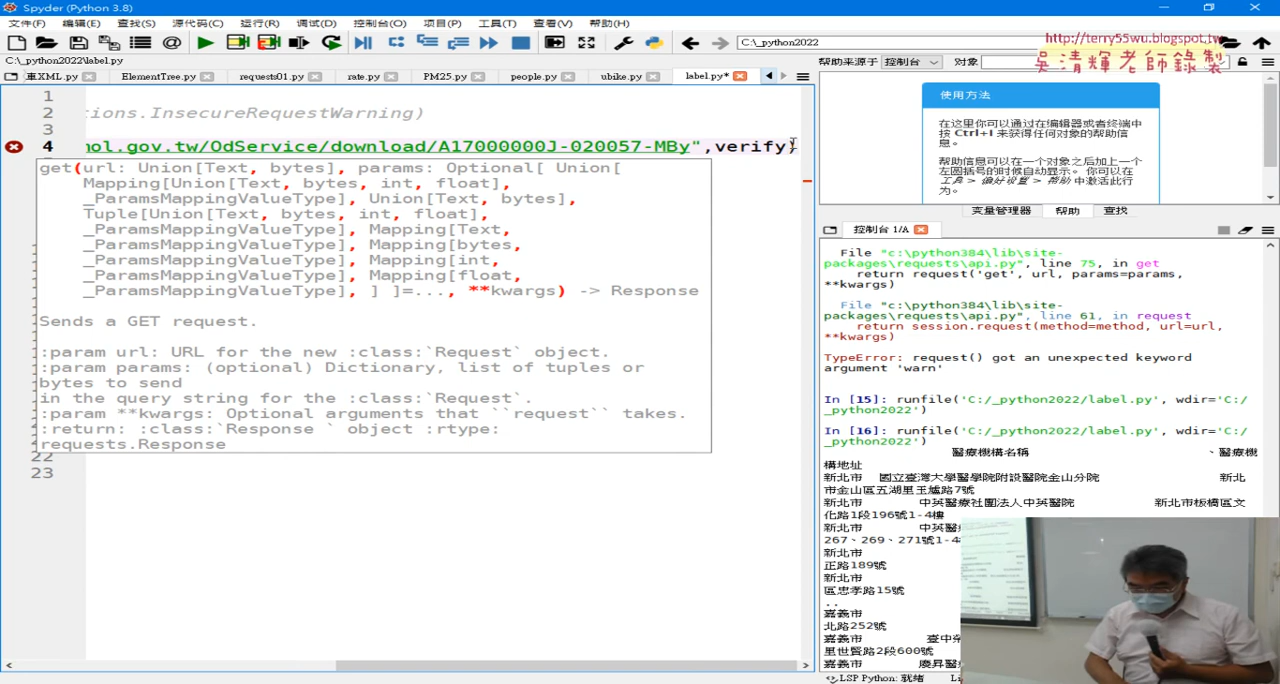 Spyder (Python 3.8)
文件(F) 编辑(E) 查找(S) 源代码(C) 运行(R) 调试(D) 控制台(O) 项目(P) 工具(T) 查看(V) 帮助(H)
C:\_python2022
http://terry55wu.blogspot.tw
吳清輝老師錄製
C:\_python2022\label.py
車XML.py ElementTree.py requests01.py rate.py PM25.py people.py ubike.py label.py*
帮助来源于 控制台 对象
1
2 tions.InsecureRequestWarning)
3
4 mol.gov.tw/OdService/download/A17000000J-020057-MBy",verify)
get(url: Union[Text, bytes], params: Optional[ Union[
Mapping[Union[Text, bytes, int, float],
_ParamsMappingValueType], Union[Text, bytes],
Tuple[Union[Text, bytes, int, float],
_ParamsMappingValueType], Mapping[Text,
_ParamsMappingValueType], Mapping[bytes,
_ParamsMappingValueType], Mapping[int,
_ParamsMappingValueType], Mapping[float,
_ParamsMappingValueType], ] ]=..., **kwargs) -> Response
Sends a GET request.
:param url: URL for the new :class:`Request` object.
:param params: (optional) Dictionary, list of tuples or
bytes to send
in the query string for the :class:`Request`.
:param **kwargs: Optional arguments that ``request`` takes.
:return: :class:`Response ` object :rtype:
requests.Response
22
23
使用方法
在这里你可以通过在编辑器或者终端中
按 Ctrl+I 来获得任何对象的帮助信
息。
帮助信息可以在一个对象之后加上一个
左圆括号的时候自动显示。 你可以在
工具 > 偏好设置 > 帮助 中激活此行
为。
变量管理器 帮助 查找
控制台 1/A
File "c:\python384\lib\site-
packages\requests\api.py", line 75, in get
return request('get', url, params=params,
**kwargs)
File "c:\python384\lib\site-
packages\requests\api.py", line 61, in request
return session.request(method=method, url=url,
**kwargs)
TypeError: request() got an unexpected keyword
argument 'warn'
In [15]: runfile('C:/_python2022/label.py', wdir='C:/
_python2022')
In [16]: runfile('C:/_python2022/label.py', wdir='C:/
_python2022')
醫療機構名稱 、醫療機
構地址
新北市 國立臺灣大學醫學院附設醫院金山分院 新北
市金山區五湖里玉爐路7號
新北市 中英醫療社團法人中英醫院 新北市板橋區文
化路1段196號1-4樓
新北市 中英醫
267、269、271號1-4
新北市
正路189號
新北市
區忠孝路15號
..
嘉義市
北路252號
嘉義市 臺中榮
里世賢路2段600號
嘉義市 慶昇醫
LSP Python: 就绪